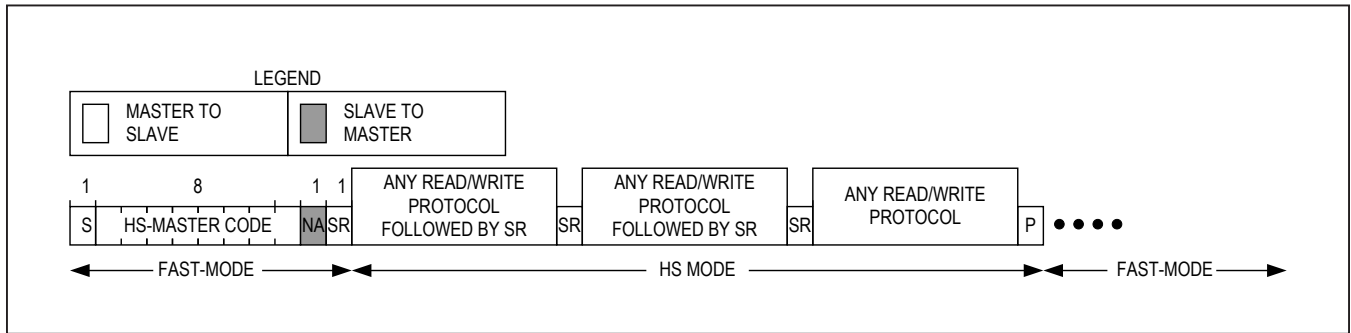 LEGEND
MASTER TO
SLAVE
SLAVE TO
MASTER
1 8 1 1
S HS-MASTER CODE NA SR
ANY READ/WRITE
PROTOCOL
FOLLOWED BY SR
SR
ANY READ/WRITE
PROTOCOL
FOLLOWED BY SR
SR
ANY READ/WRITE
PROTOCOL
P
FAST-MODE HS MODE FAST-MODE